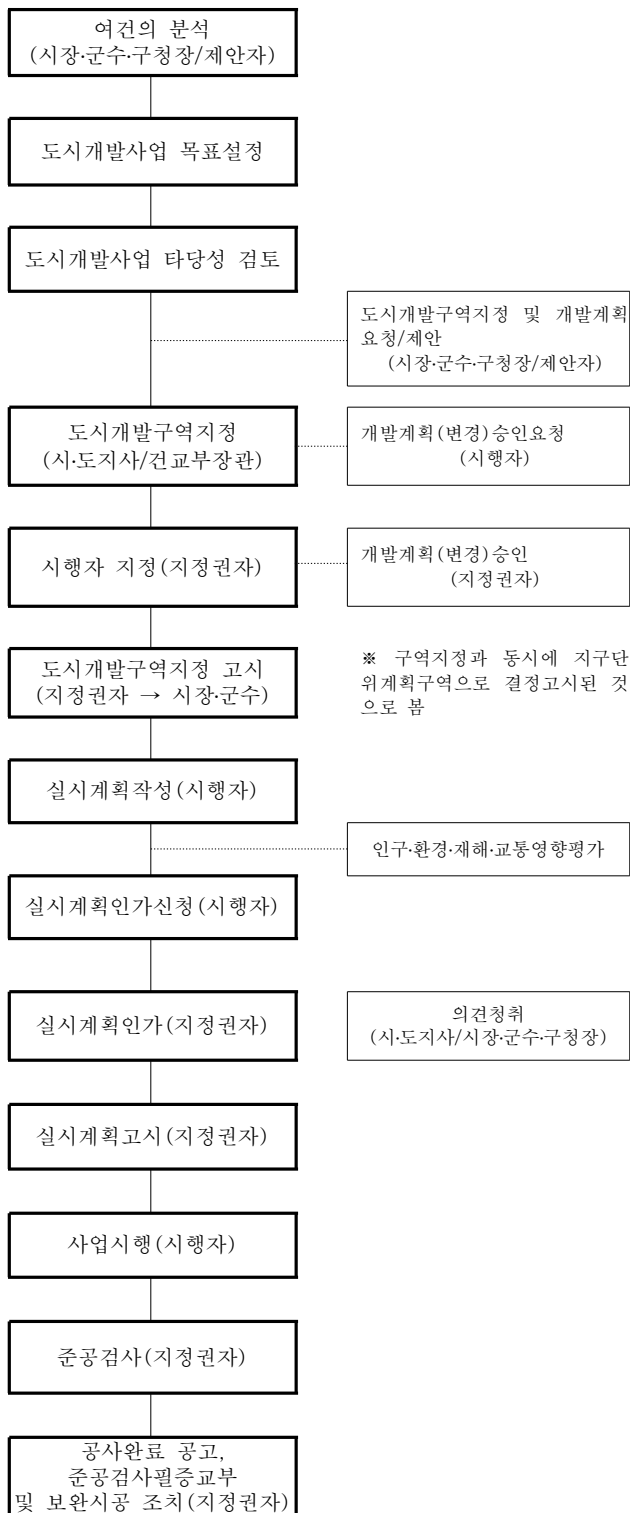 여건의 분석
(시장·군수·구청장/제안자)
도시개발사업 목표설정
도시개발사업 타당성 검토
도시개발구역지정 및 개발계획
요청/제안
(시장·군수·구청장/제안자)
도시개발구역지정
(시·도지사/건교부장관)
개발계획(변경)승인요청
(시행자)
시행자 지정(지정권자)
개발계획(변경)승인
(지정권자)
도시개발구역지정 고시
(지정권자 → 시장·군수)
※ 구역지정과 동시에 지구단
위계획구역으로 결정고시된 것
으로 봄
실시계획작성(시행자)
인구·환경·재해·교통영향평가
실시계획인가신청(시행자)
실시계획인가(지정권자)
의견청취
(시·도지사/시장·군수·구청장)
실시계획고시(지정권자)
사업시행(시행자)
준공검사(지정권자)
공사완료 공고,
준공검사필증교부
및 보완시공 조치(지정권자)